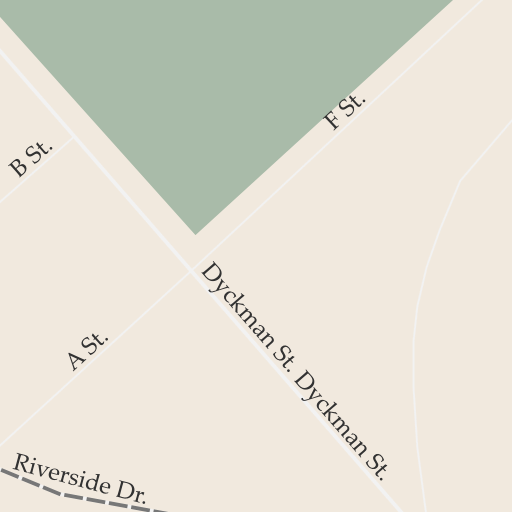 F St.
B St.
Dyckman St. Dyckman St.
A St.
Riverside Dr.